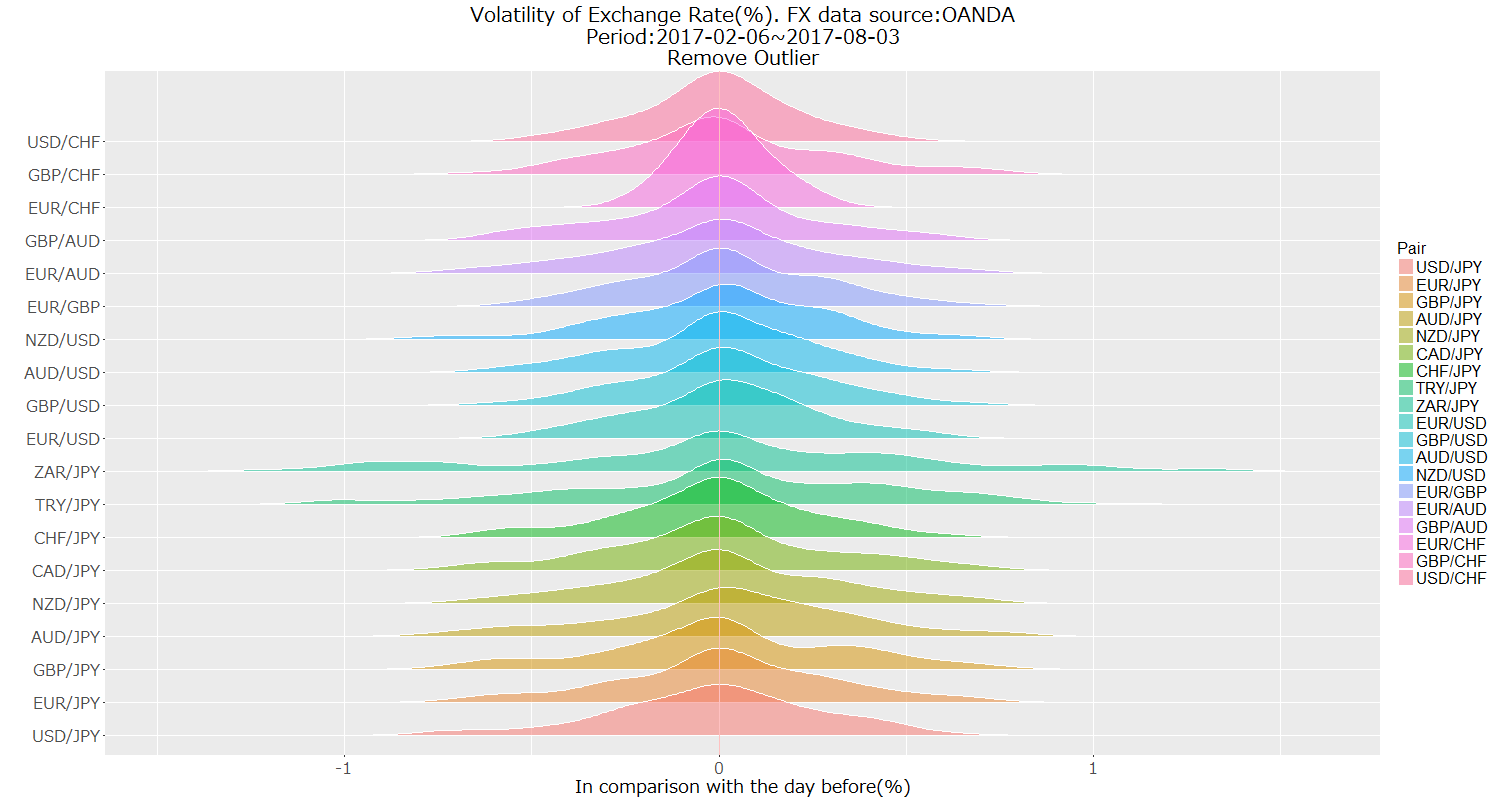 Volatility of Exchange Rate(%). FX data source:OANDA
Period:2017-02-06~2017-08-03
Remove Outlier
USD/CHF
GBP/CHF
EUR/CHF
GBP/AUD
EUR/AUD
EUR/GBP
NZD/USD
AUD/USD
GBP/USD
EUR/USD
ZAR/JPY
TRY/JPY
CHF/JPY
CAD/JPY
NZD/JPY
AUD/JPY
GBP/JPY
EUR/JPY
USD/JPY
-1 0 1
In comparison with the day before(%)
Pair
USD/JPY
EUR/JPY
GBP/JPY
AUD/JPY
NZD/JPY
CAD/JPY
CHF/JPY
TRY/JPY
ZAR/JPY
EUR/USD
GBP/USD
AUD/USD
NZD/USD
EUR/GBP
EUR/AUD
GBP/AUD
EUR/CHF
GBP/CHF
USD/CHF